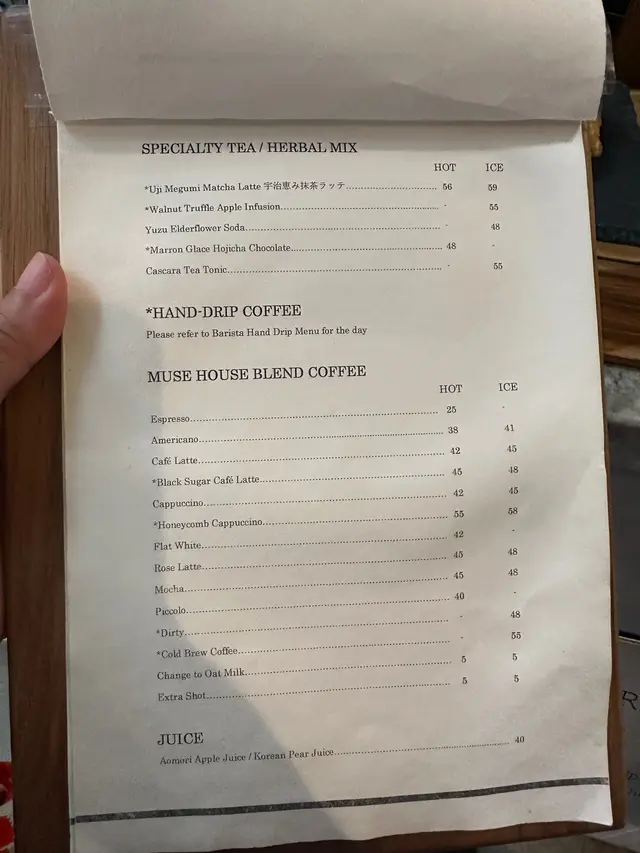 SPECIALTY TEA / HERBAL MIX
HOT ICE
*Uji Megumi Matcha Latte 宇治恵み抹茶ラッテ 56 59
*Walnut Truffle Apple Infusion - 55
Yuzu Elderflower Soda - 48
*Marron Glace Hojicha Chocolate 48 -
Cascara Tea Tonic - 55
*HAND-DRIP COFFEE
Please refer to Barista Hand Drip Menu for the day
MUSE HOUSE BLEND COFFEE
HOT ICE
Espresso 25 -
Americano 38 41
Café Latte 42 45
*Black Sugar Café Latte 45 48
Cappuccino 42 45
*Honeycomb Cappuccino 55 58
Flat White 42 -
Rose Latte 45 48
Mocha 45 48
Piccolo 40 -
*Dirty - 48
*Cold Brew Coffee - 55
Change to Oat Milk 5 5
Extra Shot 5 5
JUICE
Aomori Apple Juice / Korean Pear Juice 40